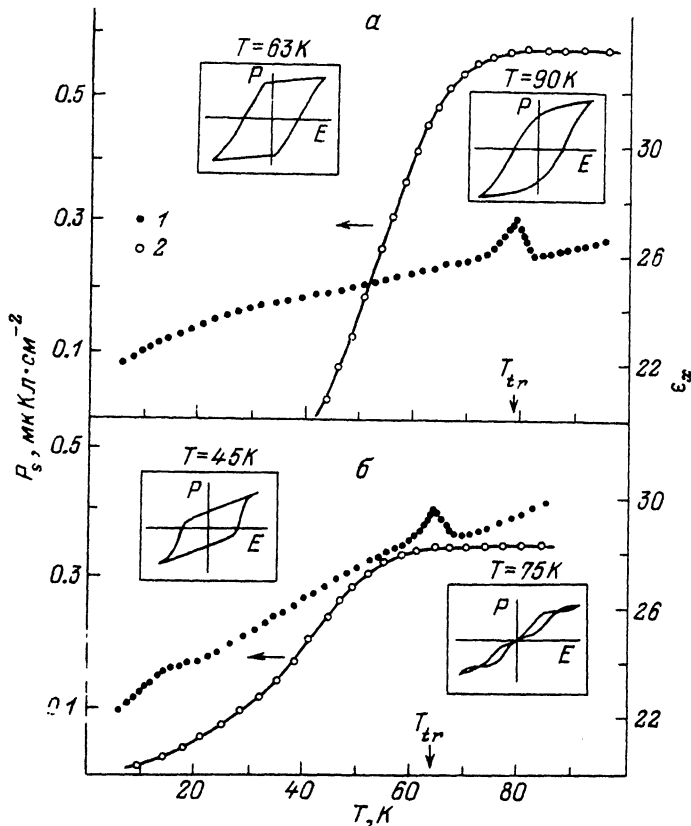 а
T=63K
P
E
T=90K
P
E
0.5
0.3
0.1
30
26
22
1
2
T_tr
P_s, мкКл·см⁻²
ε_x
б
T=45K
P
E
T=75K
P
E
0.5
0.3
0.1
30
26
22
T_tr
20 40 60 80
T, K